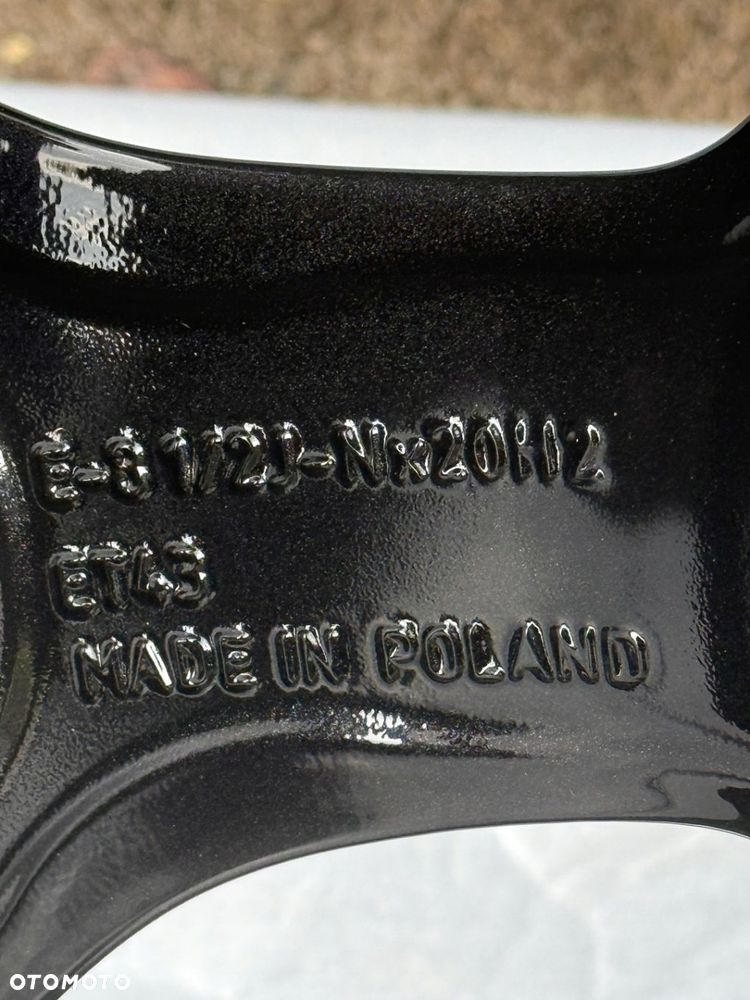 E-8 1/2J-Nx20H2
ET43
MADE IN POLAND
OTOMOTO